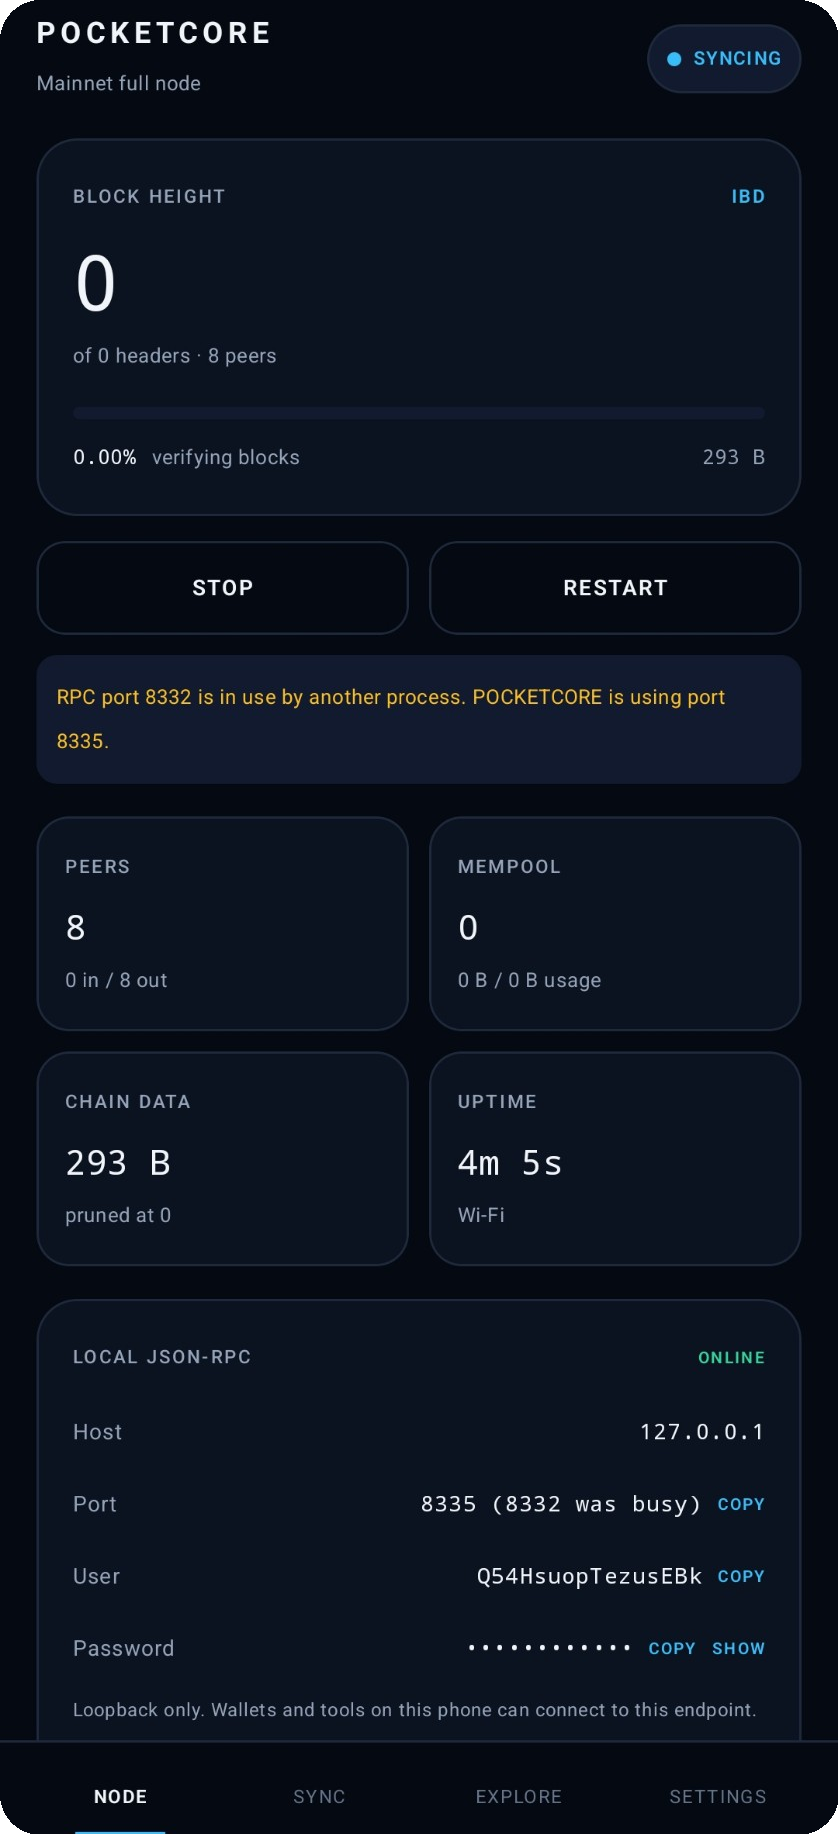 POCKETCORE
Mainnet full node
SYNCING
BLOCK HEIGHT
IBD
0
of 0 headers · 8 peers
0.00% verifying blocks
293 B
STOP
RESTART
RPC port 8332 is in use by another process. POCKETCORE is using port
8335.
PEERS
8
0 in / 8 out
MEMPOOL
0
0 B / 0 B usage
CHAIN DATA
293 B
pruned at 0
UPTIME
4m 5s
Wi-Fi
LOCAL JSON-RPC
ONLINE
Host
127.0.0.1
Port
8335 (8332 was busy) COPY
User
Q54HsuopTezusEBk COPY
Password
•••••••••••• COPY SHOW
Loopback only. Wallets and tools on this phone can connect to this endpoint.
NODE
SYNC
EXPLORE
SETTINGS